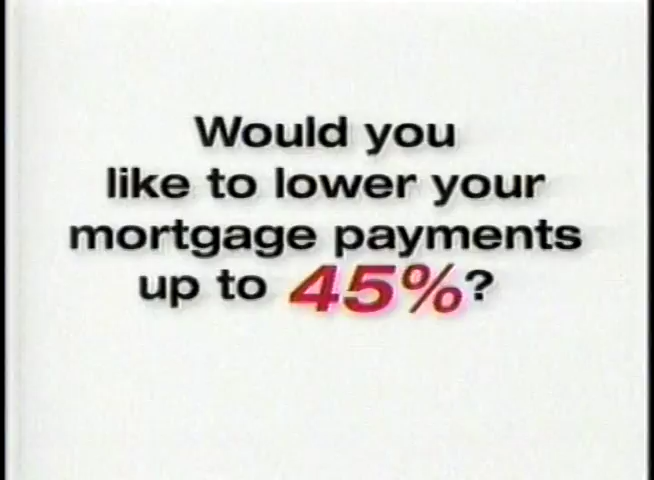 Would you
like to lower your
mortgage payments
up to 45%?